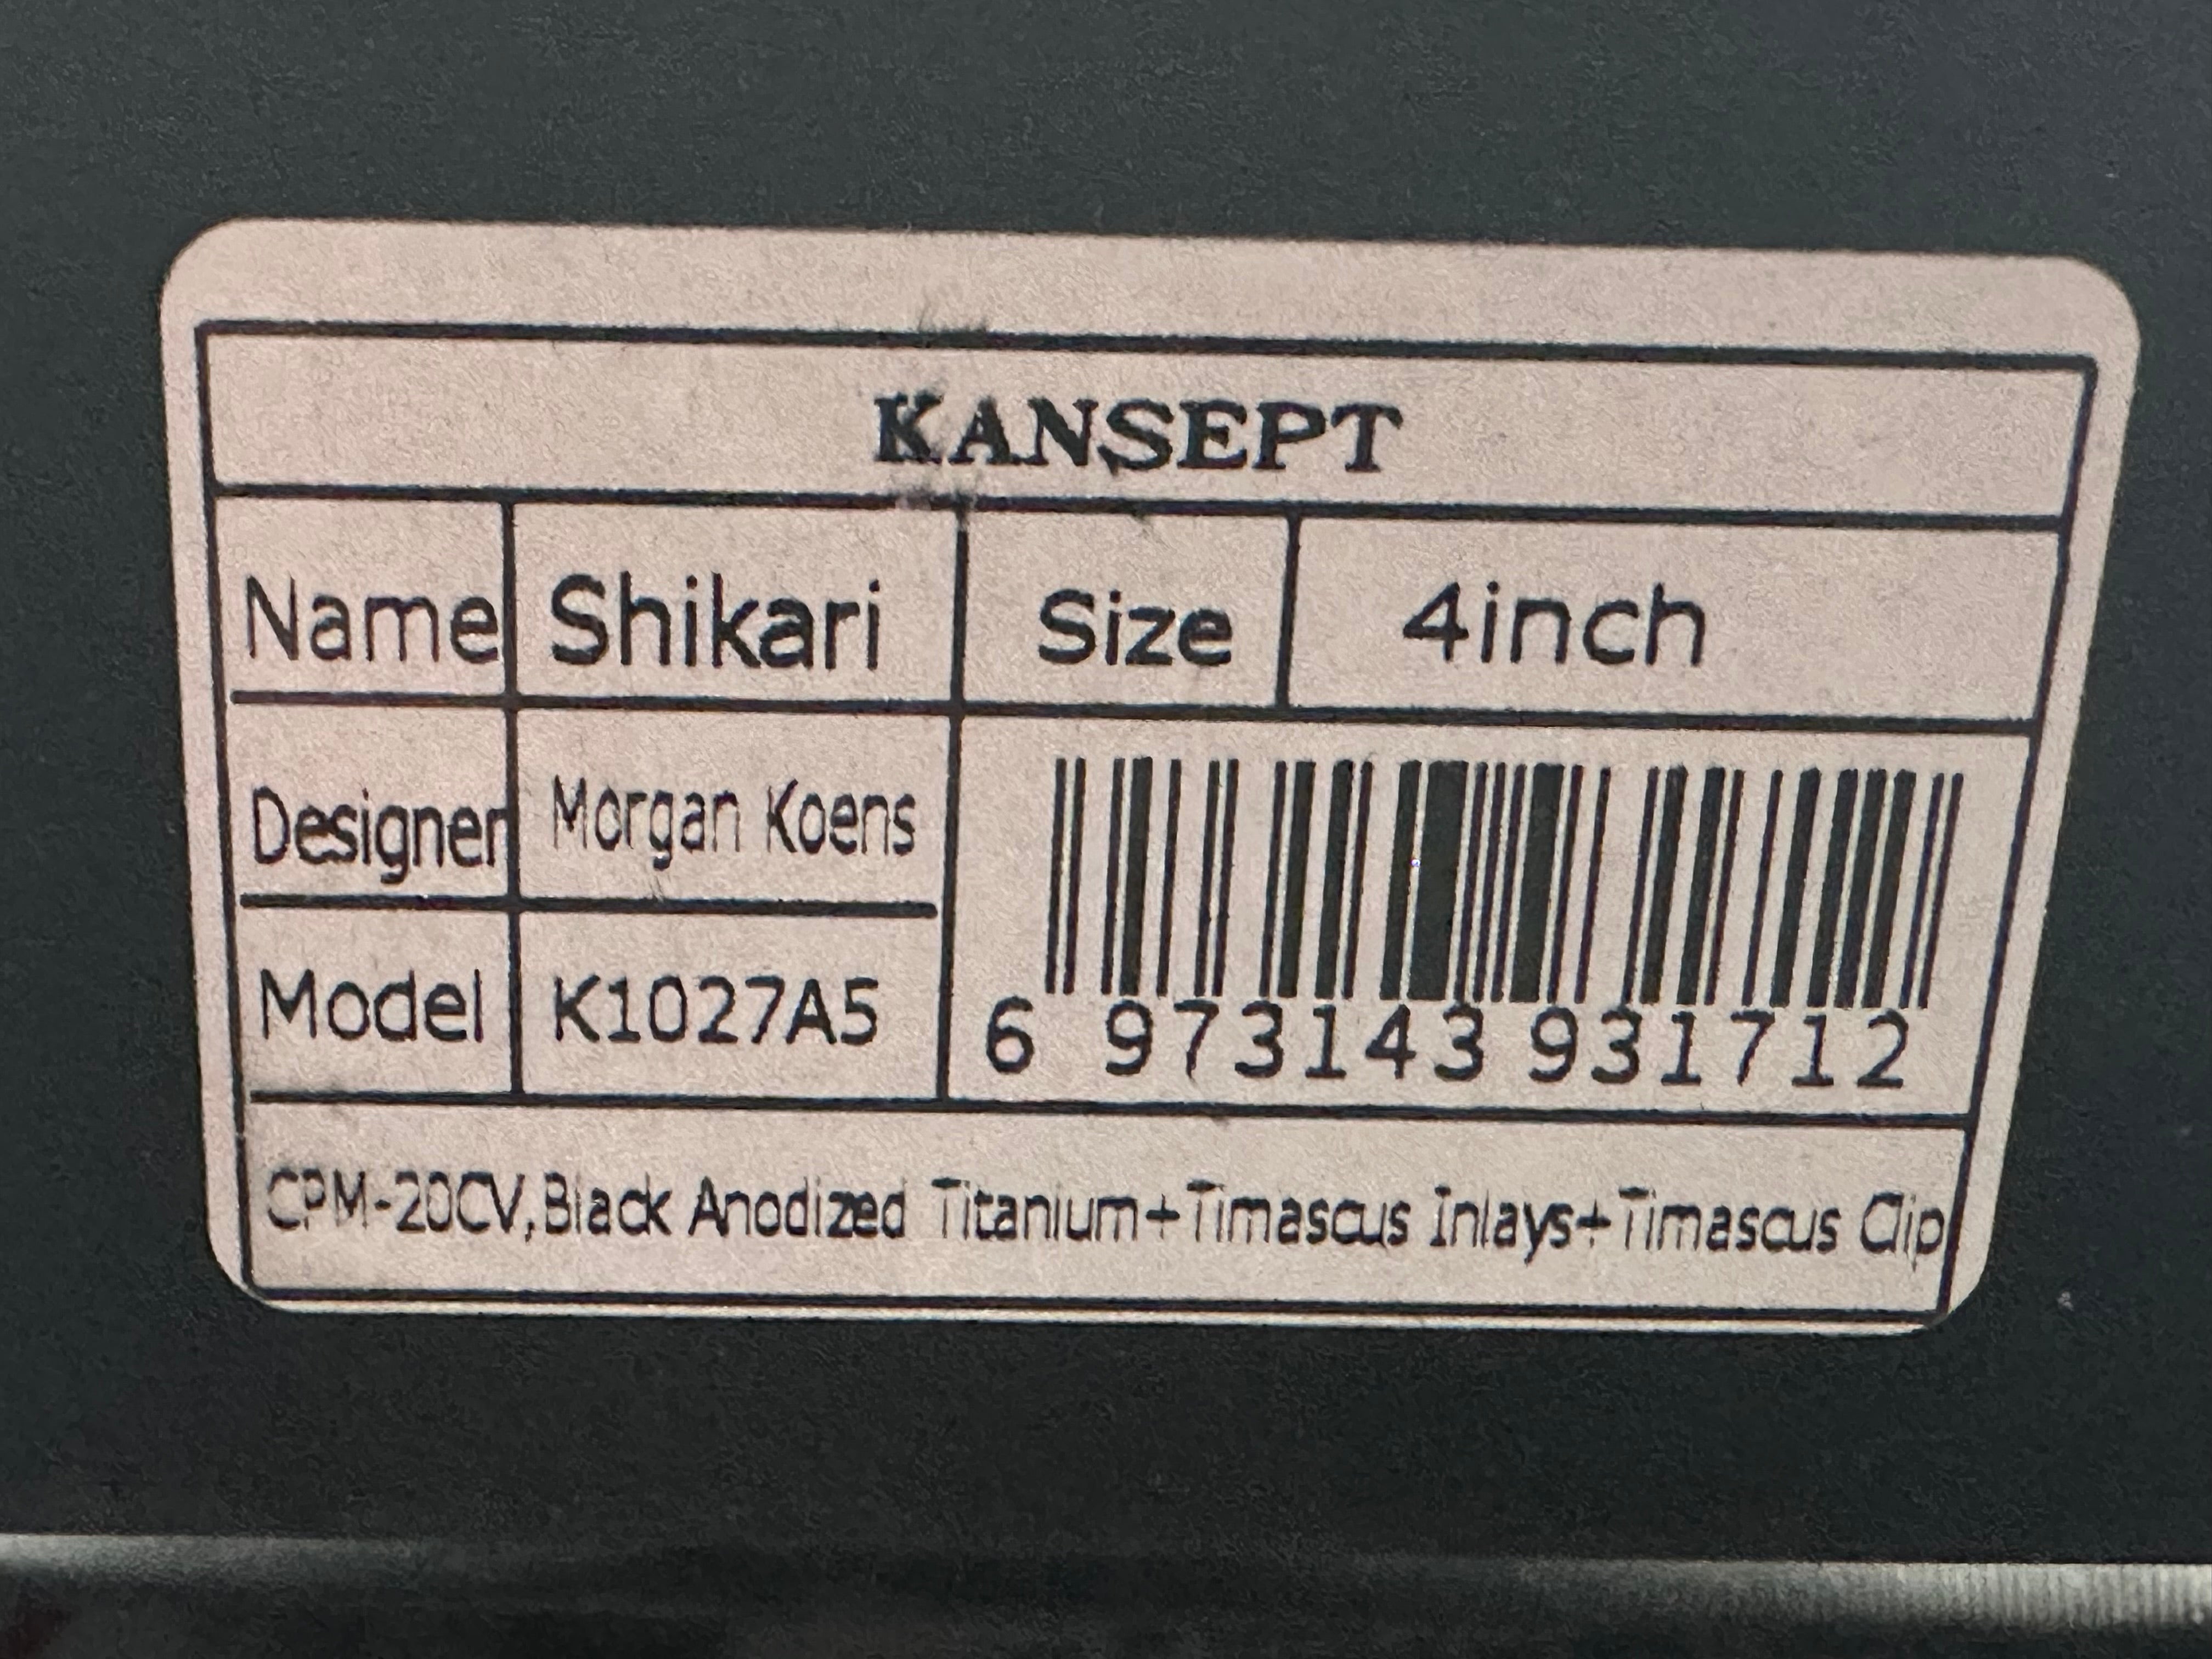 KANSEPT
Name Shikari Size 4inch
Designer Morgan Koens
Model K1027A5
6 973143 931712
CPM-20CV,Black Anodized Titanium+Timascus Inlays+Timascus Clip